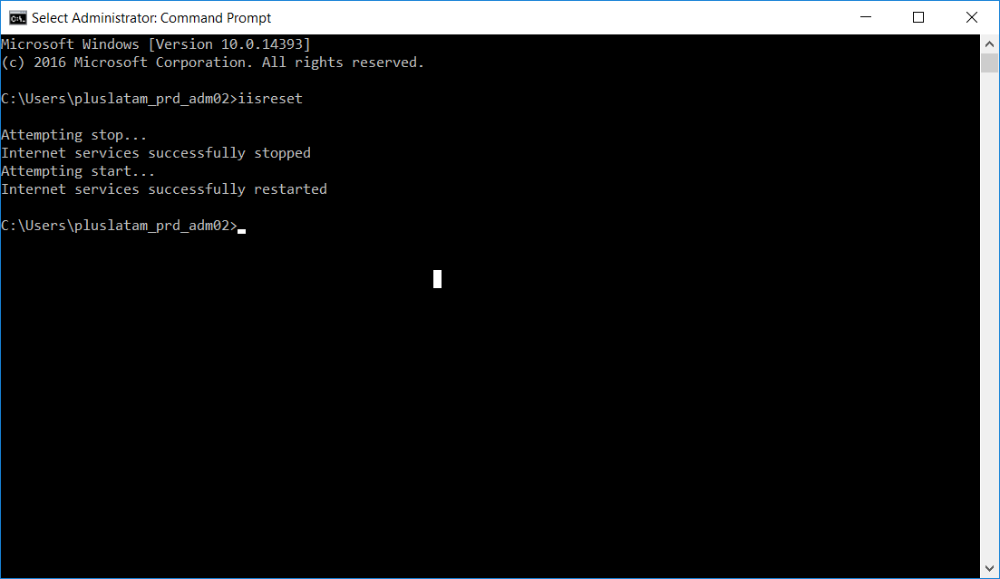 Select Administrator: Command Prompt
Microsoft Windows [Version 10.0.14393]
(c) 2016 Microsoft Corporation. All rights reserved.
C:\Users\pluslatam_prd_adm02>iisreset
Attempting stop...
Internet services successfully stopped
Attempting start...
Internet services successfully restarted
C:\Users\pluslatam_prd_adm02>